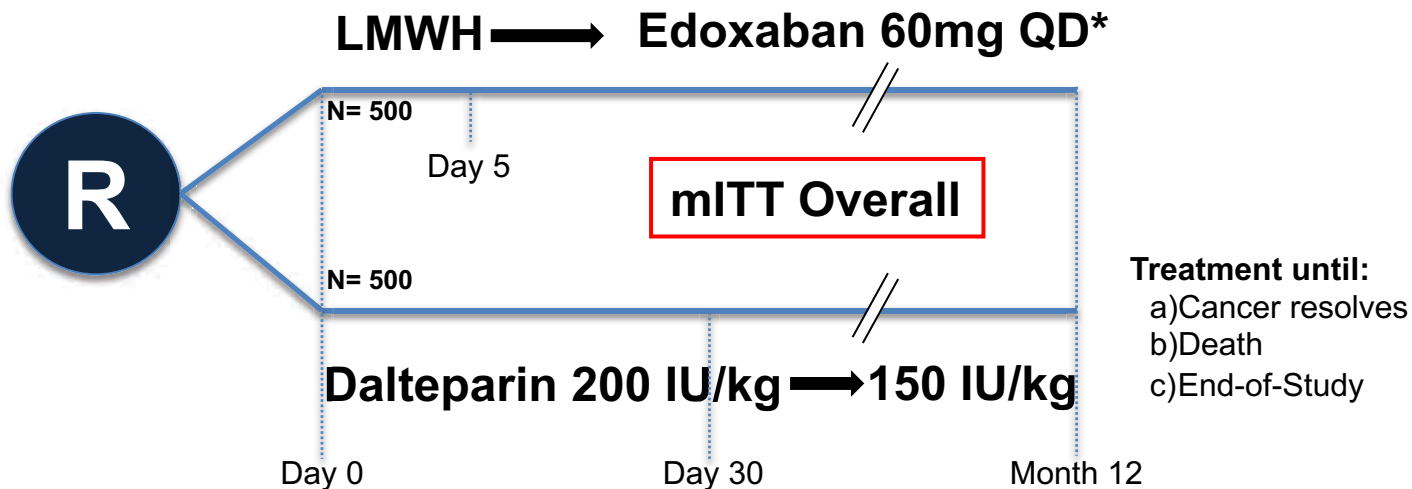 LMWH Edoxaban 60mg QD*
N= 500
Day 5
R
mITT Overall
N= 500
Treatment until:
a)Cancer resolves
b)Death
c)End-of-Study
Dalteparin 200 IU/kg 150 IU/kg
Day 0 Day 30 Month 12